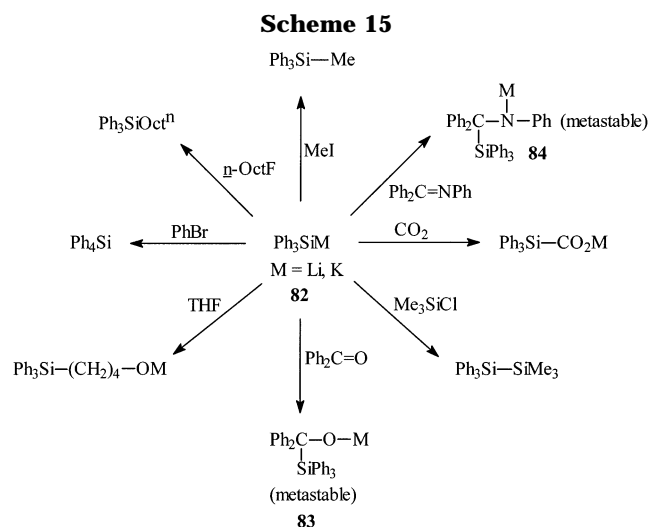 Scheme 15
Ph₃Si—Me
M
Ph₂C—N—Ph (metastable)
SiPh₃ 84
Ph₃SiOctⁿ
n-OctF
MeI
Ph₂C=NPh
Ph₄Si
PhBr
Ph₃SiM
CO₂
Ph₃Si—CO₂M
M = Li, K
82
THF
Me₃SiCl
Ph₃Si—(CH₂)₄—OM
Ph₂C=O
Ph₃Si—SiMe₃
Ph₂C—O—M
SiPh₃
(metastable)
83